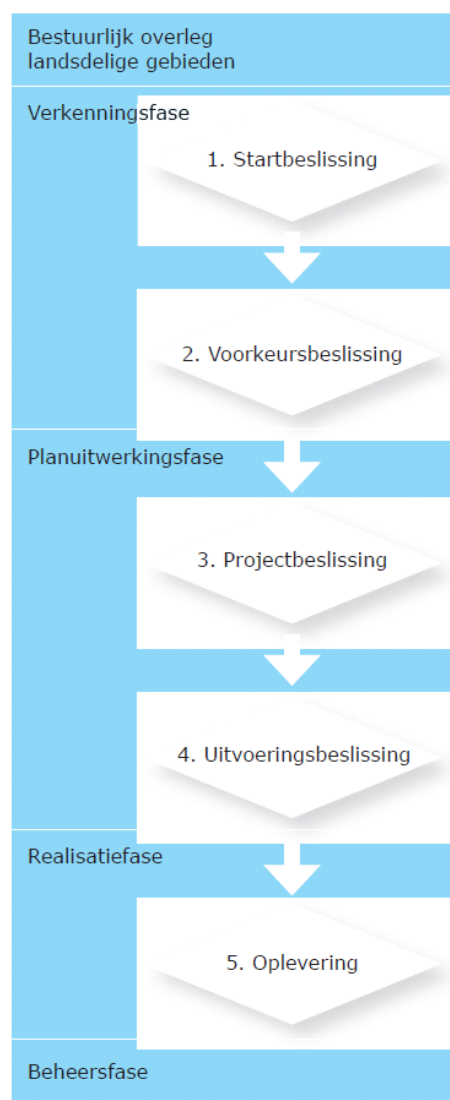 Bestuurlijk overleg
landsdelige gebieden
Verkenningsfase
1. Startbeslissing
2. Voorkeursbeslissing
Planuitwerkingsfase
3. Projectbeslissing
4. Uitvoeringsbeslissing
Realisatiefase
5. Oplevering
Beheersfase